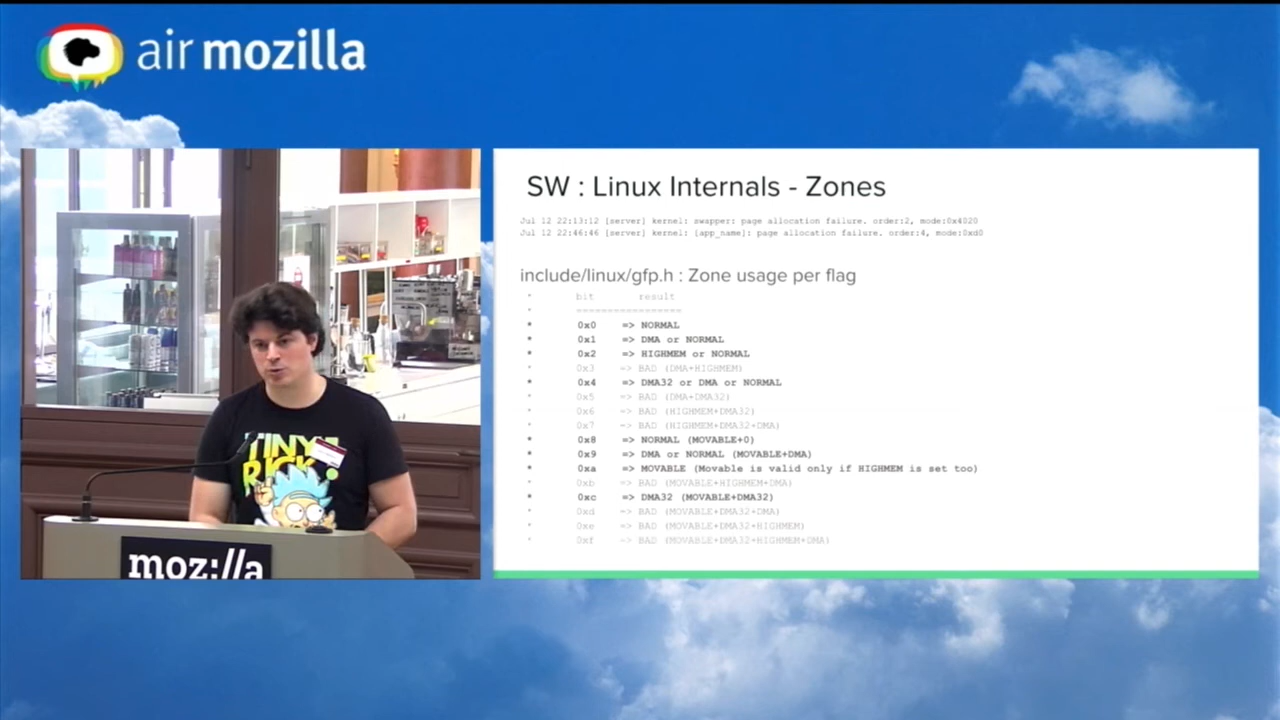 air mozilla
TINY
RICK
moz://a
SW : Linux Internals - Zones
Jul 12 22:13:12 [server] kernel: swapper: page allocation failure. order:2, mode:0x4020
Jul 12 22:46:46 [server] kernel: [app_name]: page allocation failure. order:4, mode:0xd0
include/linux/gfp.h : Zone usage per flag
* bit result
* =================
* 0x0 => NORMAL
* 0x1 => DMA or NORMAL
* 0x2 => HIGHMEM or NORMAL
* 0x3 => BAD (DMA+HIGHMEM)
* 0x4 => DMA32 or DMA or NORMAL
* 0x5 => BAD (DMA+DMA32)
* 0x6 => BAD (HIGHMEM+DMA32)
* 0x7 => BAD (HIGHMEM+DMA32+DMA)
* 0x8 => NORMAL (MOVABLE+0)
* 0x9 => DMA or NORMAL (MOVABLE+DMA)
* 0xa => MOVABLE (Movable is valid only if HIGHMEM is set too)
* 0xb => BAD (MOVABLE+HIGHMEM+DMA)
* 0xc => DMA32 (MOVABLE+DMA32)
* 0xd => BAD (MOVABLE+DMA32+DMA)
* 0xe => BAD (MOVABLE+DMA32+HIGHMEM)
* 0xf => BAD (MOVABLE+DMA32+HIGHMEM+DMA)